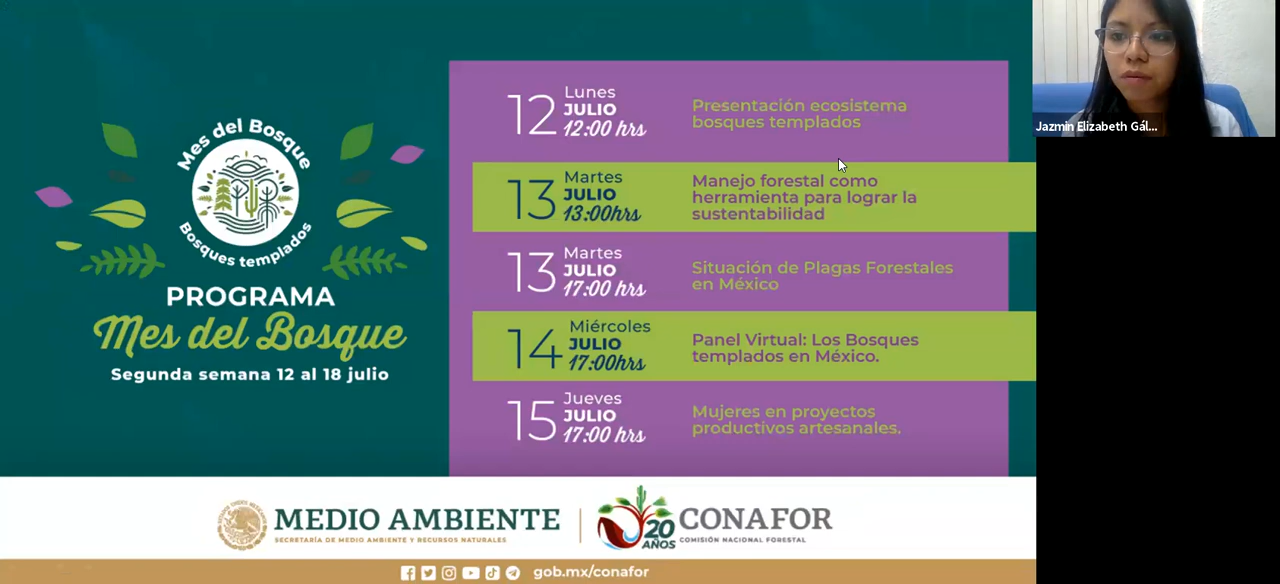 Mes del Bosque
Bosques templados
PROGRAMA
Mes del Bosque
Segunda semana 12 al 18 julio
12 Lunes
JULIO
12:00 hrs
Presentación ecosistema
bosques templados
13 Martes
JULIO
13:00hrs
Manejo forestal como
herramienta para lograr la
sustentabilidad
13 Martes
JULIO
17:00 hrs
Situación de Plagas Forestales
en México
14 Miércoles
JULIO
17:00hrs
Panel Virtual: Los Bosques
templados en México.
15 Jueves
JULIO
17:00 hrs
Mujeres en proyectos
productivos artesanales.
Jazmin Elizabeth Gál...
MEDIO AMBIENTE
SECRETARÍA DE MEDIO AMBIENTE Y RECURSOS NATURALES
20
AÑOS
CONAFOR
COMISIÓN NACIONAL FORESTAL
gob.mx/conafor